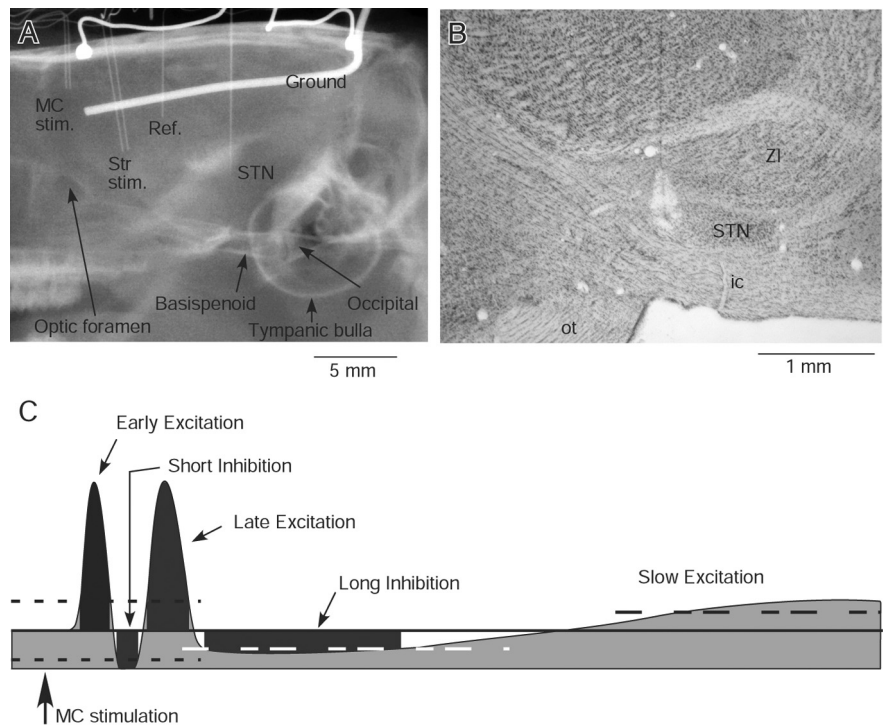 A
MC
stim.
Ref.
Ground
Str
stim.
STN
Basispenoid
Occipital
Optic foramen
Tympanic bulla
5 mm
B
ZI
STN
ic
ot
1 mm
C
Early Excitation
Short Inhibition
Late Excitation
Long Inhibition
Slow Excitation
MC stimulation